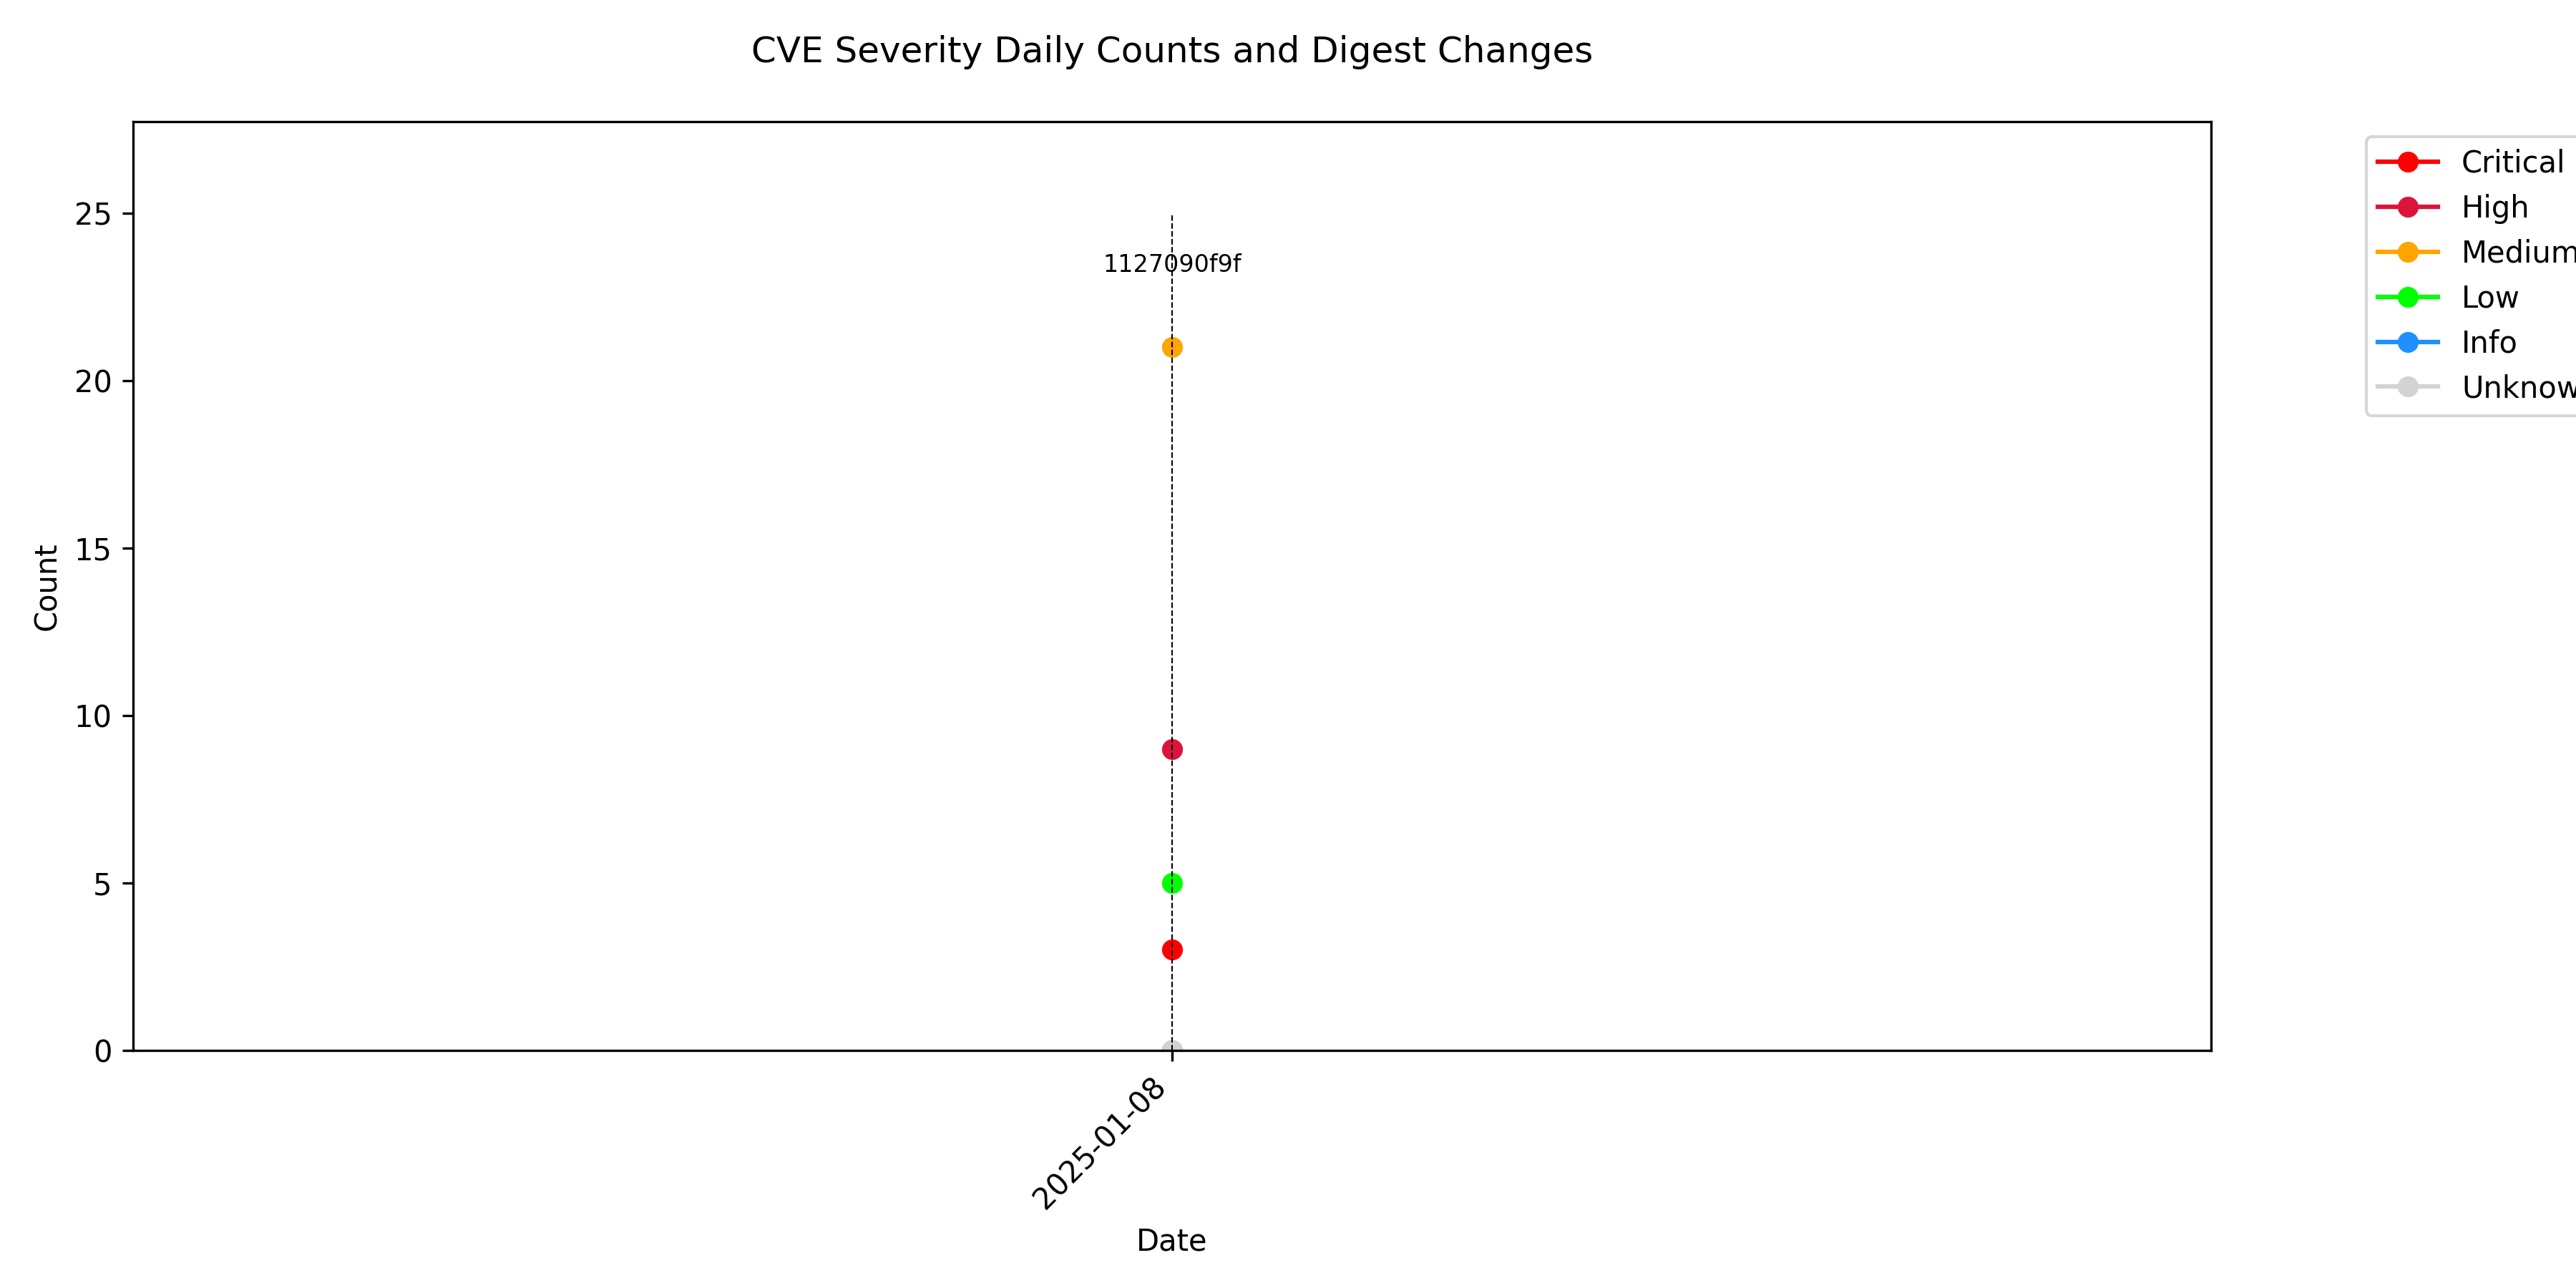 CVE Severity Daily Counts and Digest Changes
Critical
High
Medium
Low
Info
Unknow
1127090f9f
25
20
15
10
5
0
Count
2025-01-08
Date